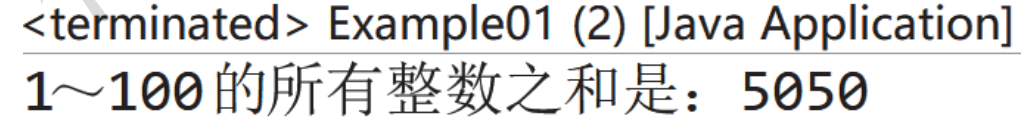 <terminated> Example01 (2) [Java Application]
1～100的所有整数之和是：5050